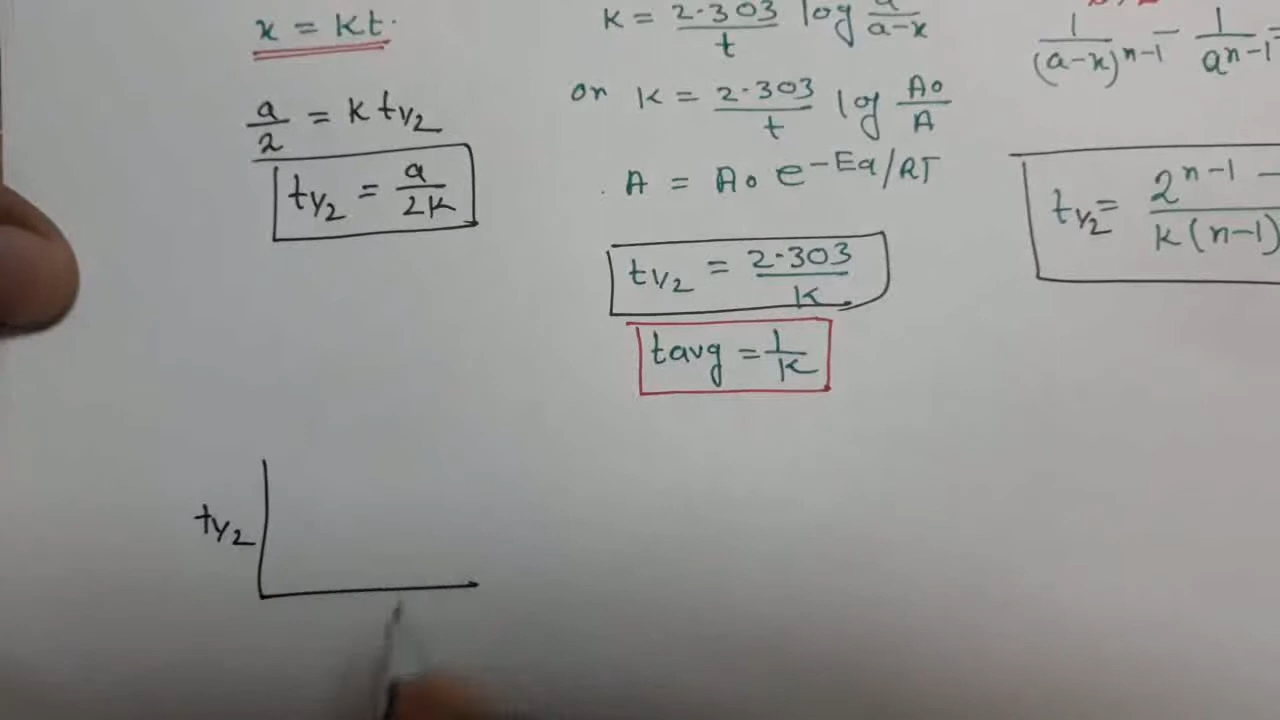 x = kt.
a/2 = k t1/2
t1/2 = a/2k
k = 2.303/t log a/a-x
or k = 2.303/t log A0/A
A = A0 e^-Ea/RT
t1/2 = 2.303/k
tavg = 1/k
1/(a-x)^n-1 - 1/a^n-1 =
t1/2 = 2^n-1 - / k(n-1)
t1/2